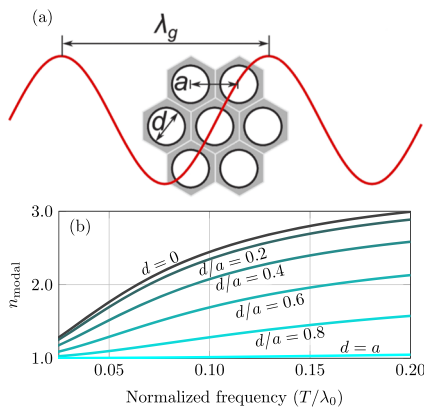 (a)
λg
a
d
(b)
3.0
2.0
1.0
nmodal
d = 0
d/a = 0.2
d/a = 0.4
d/a = 0.6
d/a = 0.8
d = a
0.05 0.10 0.15 0.20
Normalized frequency (T/λ0)